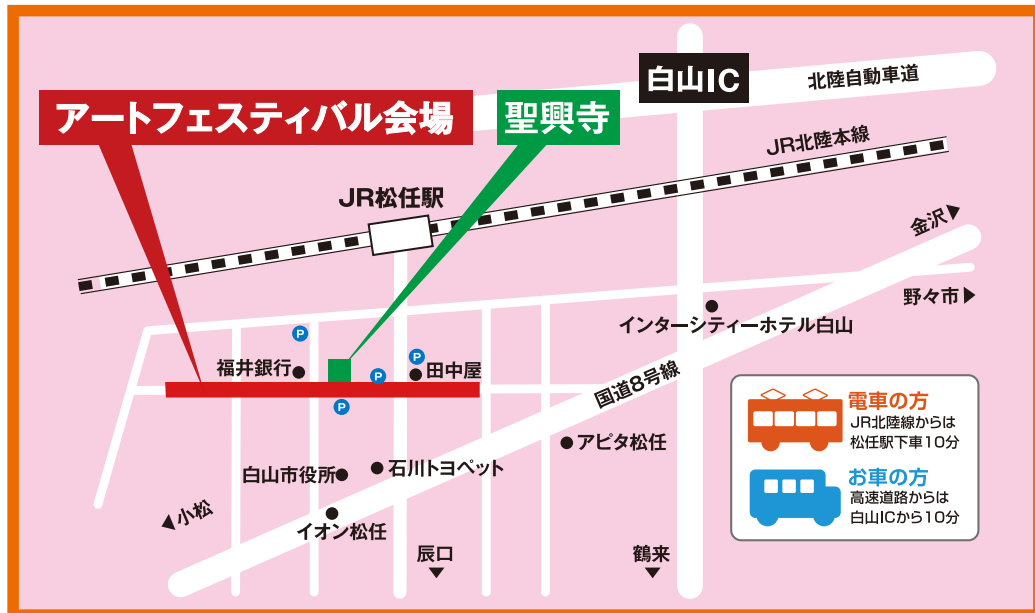 白山IC
北陸自動車道
アートフェスティバル会場
聖興寺
JR北陸本線
JR松任駅
金沢▶
野々市▶
インターシティーホテル白山
P
P
P
P
福井銀行
田中屋
国道8号線
電車の方
JR北陸線からは
松任駅下車10分
アピタ松任
石川トヨペット
白山市役所
お車の方
高速道路からは
白山ICから10分
◀小松
イオン松任
辰口
▼
鶴来
▼